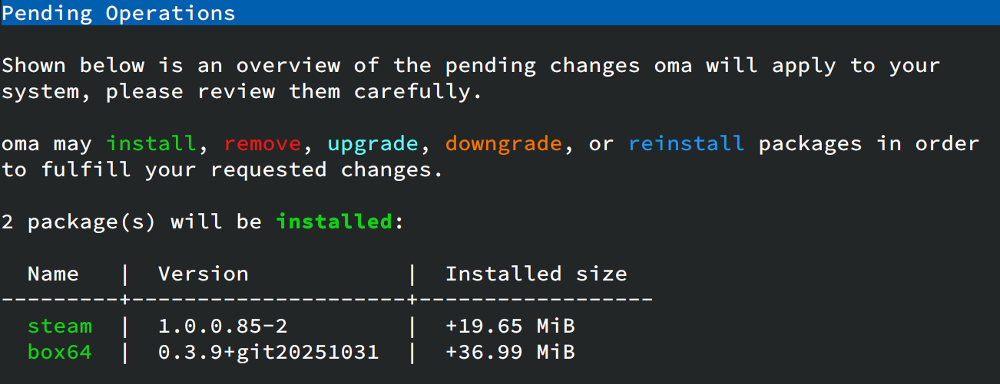 Pending Operations
Shown below is an overview of the pending changes oma will apply to your
system, please review them carefully.
oma may install, remove, upgrade, downgrade, or reinstall packages in order
to fulfill your requested changes.
2 package(s) will be installed:
Name | Version | Installed size
---------+---------------------+------------------
steam | 1.0.0.85-2 | +19.65 MiB
box64 | 0.3.9+git20251031 | +36.99 MiB